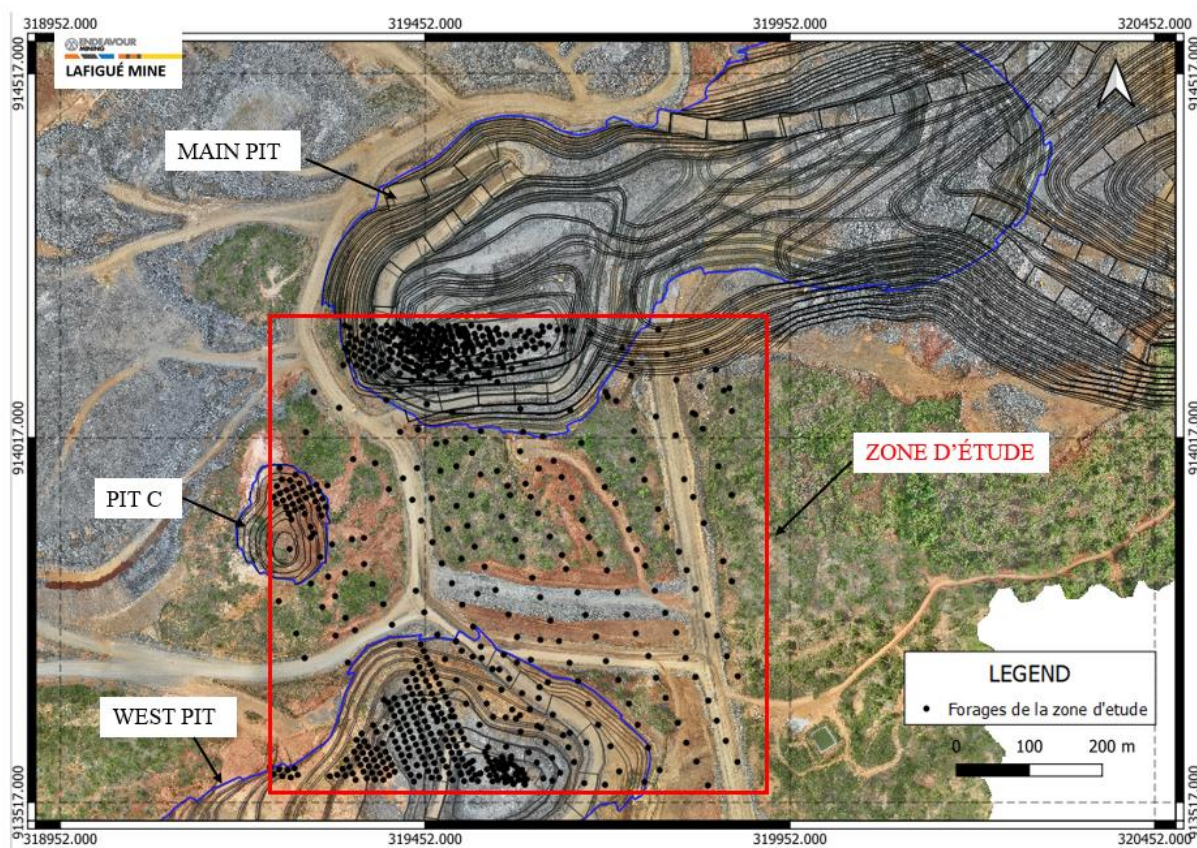 318952.000
319452.000
319952.000
320452.000
ENDEAVOUR
MINING
LAFIGUÉ MINE
914517.000
914517.000
MAIN PIT
914017.000
914017.000
ZONE D'ÉTUDE
PIT C
WEST PIT
LEGEND
Forages de la zone d'etude
0 100 200 m
913517.000
913517.000
318952.000
319452.000
319952.000
320452.000